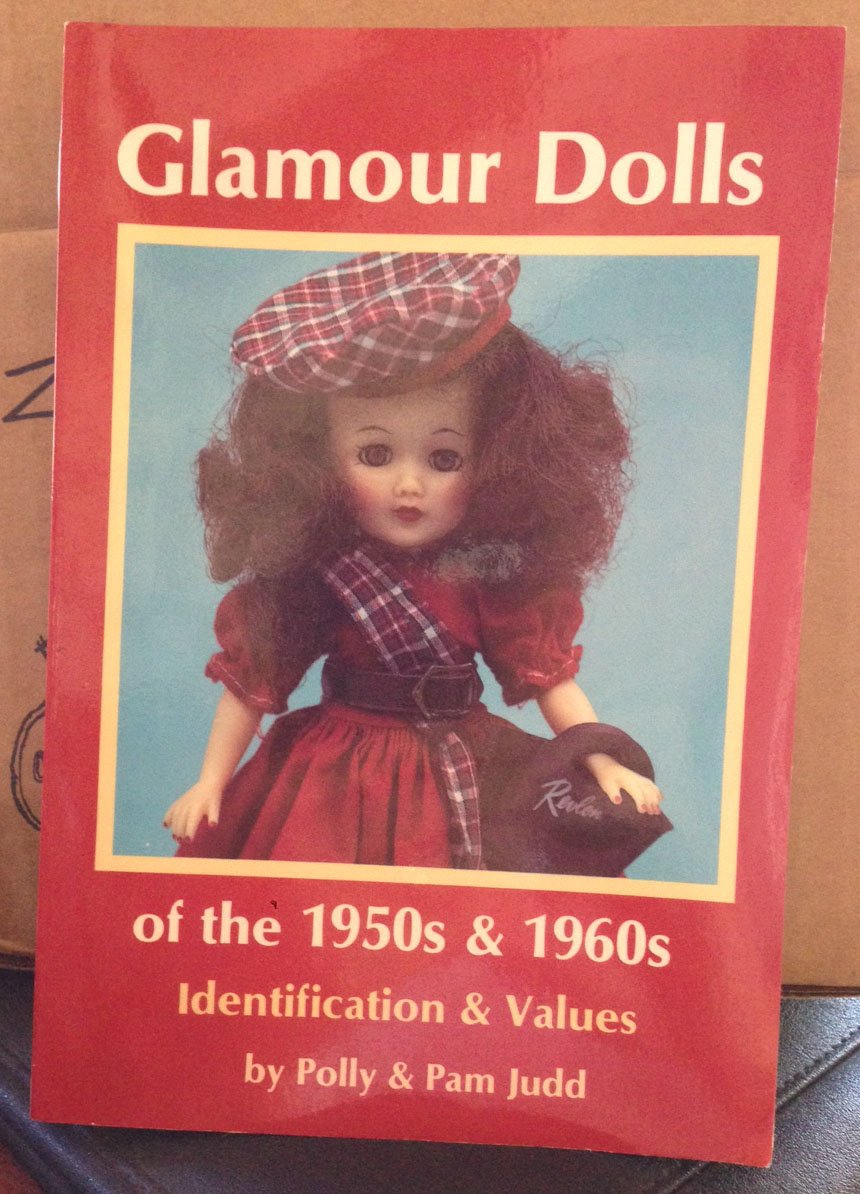 Glamour Dolls
Revlon
of the 1950s & 1960s
Identification & Values
by Polly & Pam Judd